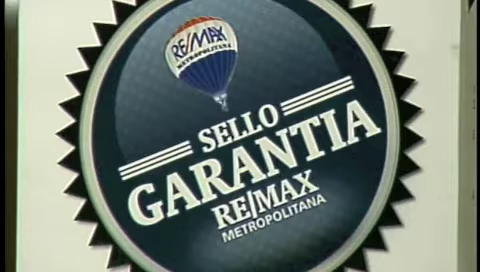 RE/MAX
METROPOLITANA
SELLO
GARANTIA
RE/MAX
METROPOLITANA